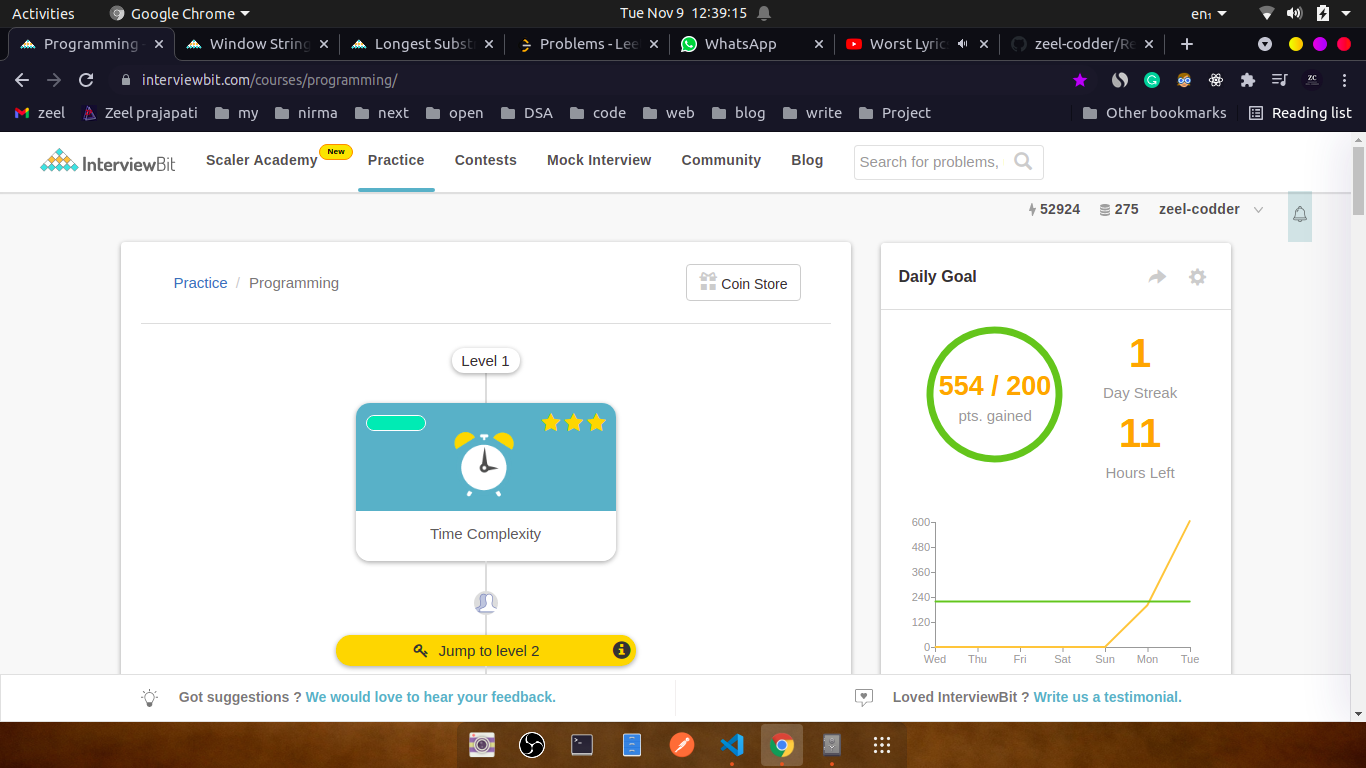 Activities Google Chrome Tue Nov 9 12:39:15 en₁
Programming - Window String Longest Subst Problems - Lee WhatsApp Worst Lyric zeel-codder/Re
interviewbit.com/courses/programming/
zeel Zeel prajapati my nirma next open DSA code web blog write Project Other bookmarks Reading list
InterviewBit Scaler Academy New Practice Contests Mock Interview Community Blog Search for problems,
52924 275 zeel-codder
Practice / Programming Coin Store
Daily Goal
Level 1
554 / 200
pts. gained
1
Day Streak
11
Hours Left
Time Complexity
Jump to level 2
600
480
360
240
120
0
Wed Thu Fri Sat Sun Mon Tue
Got suggestions ? We would love to hear your feedback. Loved InterviewBit ? Write us a testimonial.